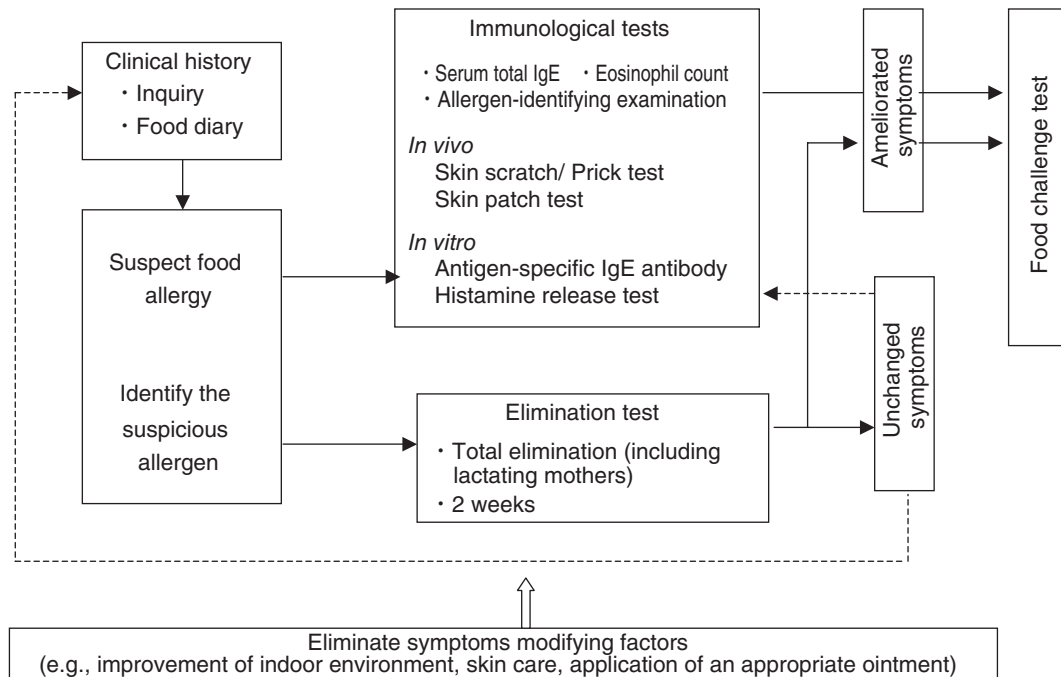 Clinical history
・Inquiry
・Food diary
Suspect food
allergy
Identify the
suspicious
allergen
Immunological tests
・Serum total IgE ・Eosinophil count
・Allergen-identifying examination
In vivo
Skin scratch/ Prick test
Skin patch test
In vitro
Antigen-specific IgE antibody
Histamine release test
Elimination test
・Total elimination (including
lactating mothers)
・2 weeks
Ameliorated
symptoms
Unchanged
symptoms
Food challenge test
Eliminate symptoms modifying factors
(e.g., improvement of indoor environment, skin care, application of an appropriate ointment)